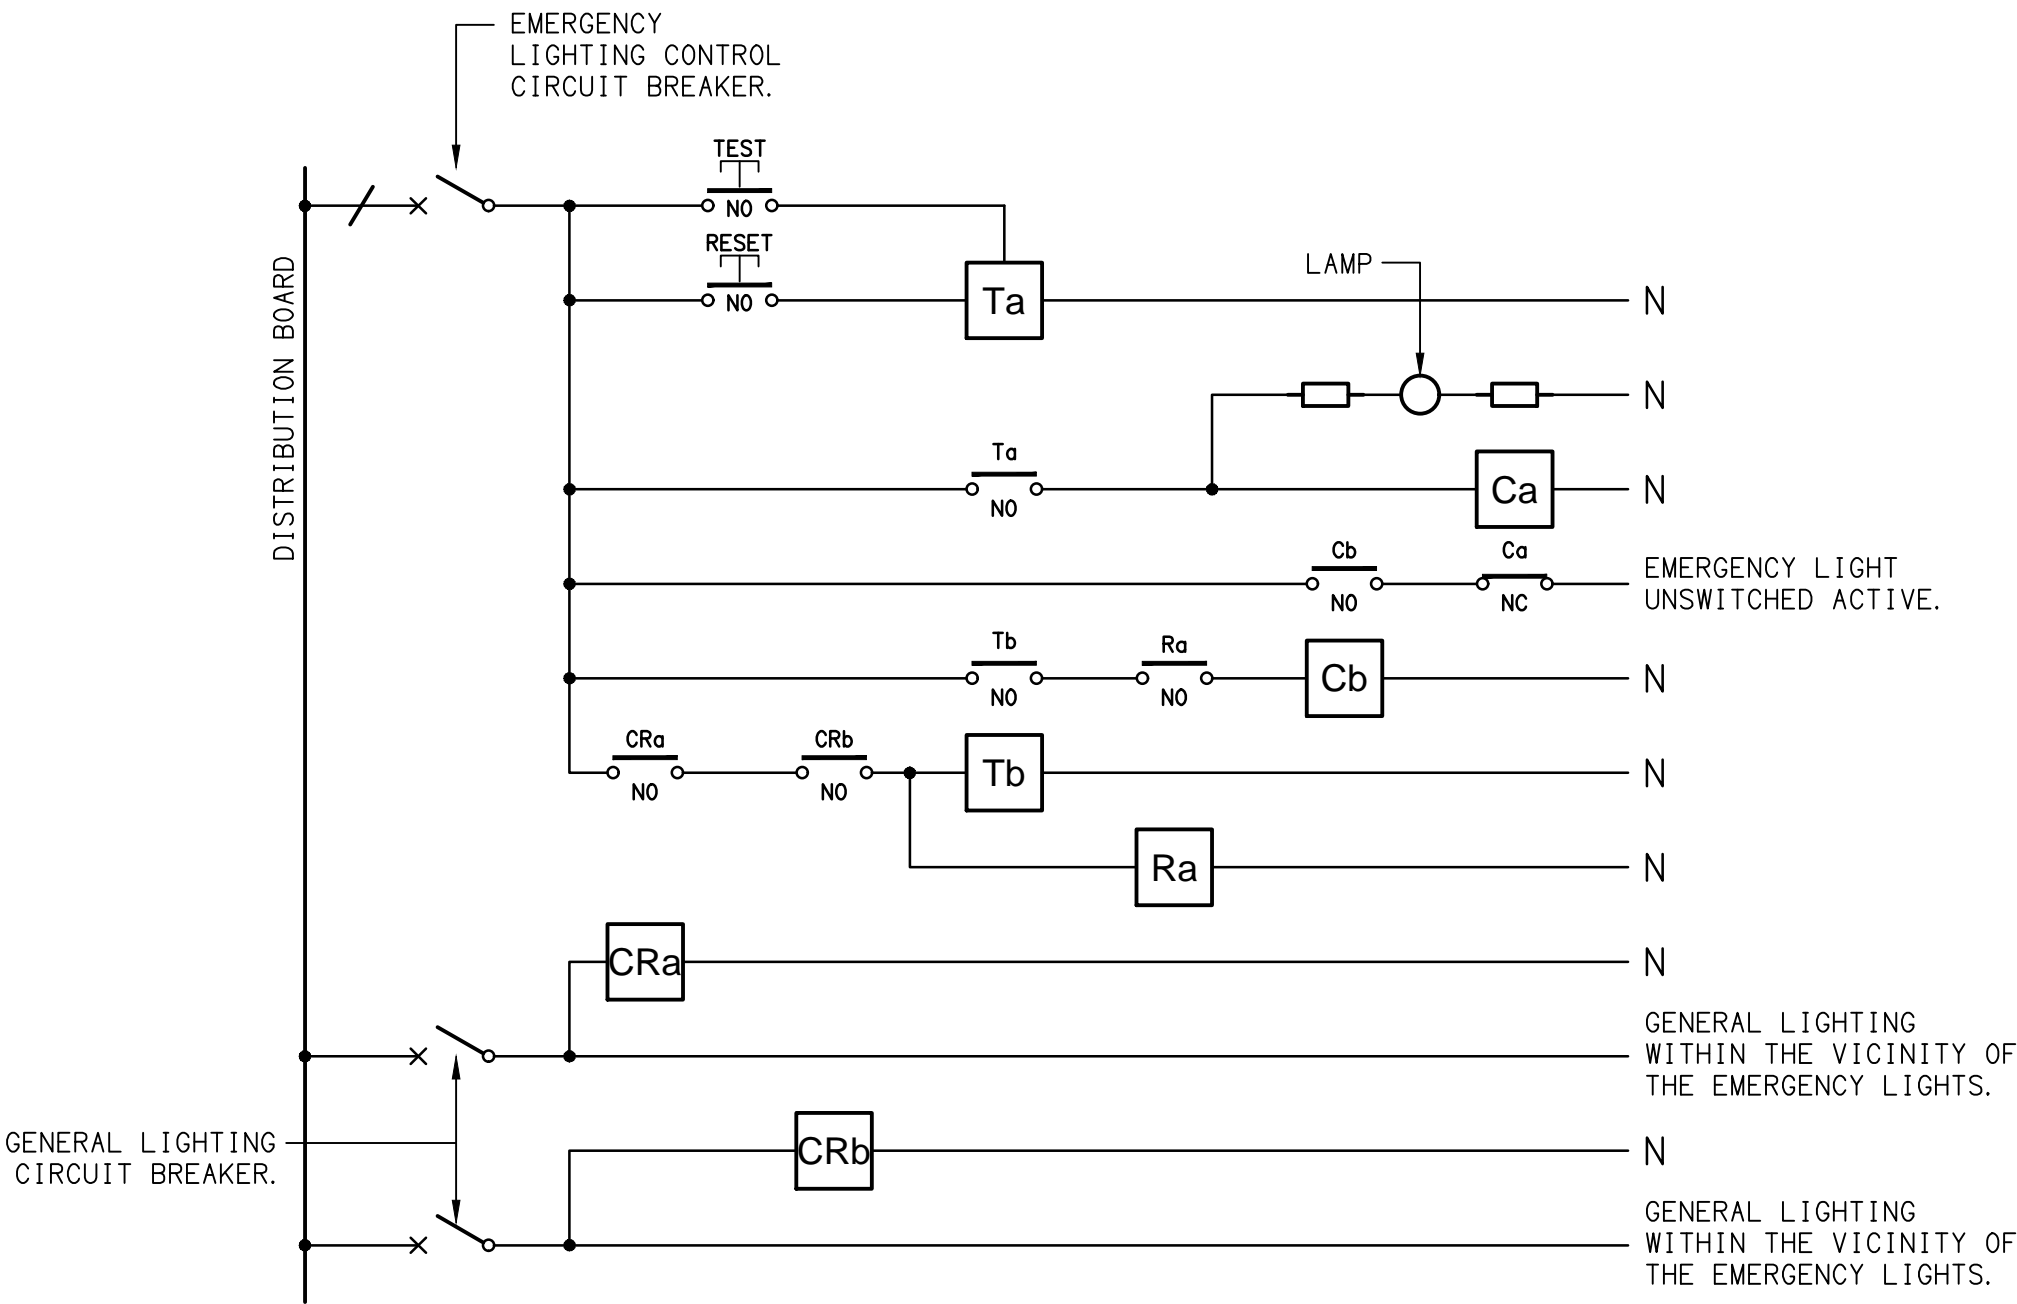 EMERGENCY
LIGHTING CONTROL
CIRCUIT BREAKER.
TEST
NO
RESET
NO
Ta
N
LAMP
N
DISTRIBUTION BOARD
Ta
NO
Ca
N
Cb
NO
Ca
NC
EMERGENCY LIGHT
UNSWITCHED ACTIVE.
Tb
NO
Ra
NO
Cb
N
CRa
NO
CRb
NO
Tb
N
Ra
N
CRa
N
GENERAL LIGHTING
WITHIN THE VICINITY OF
THE EMERGENCY LIGHTS.
GENERAL LIGHTING
CIRCUIT BREAKER.
CRb
N
GENERAL LIGHTING
WITHIN THE VICINITY OF
THE EMERGENCY LIGHTS.